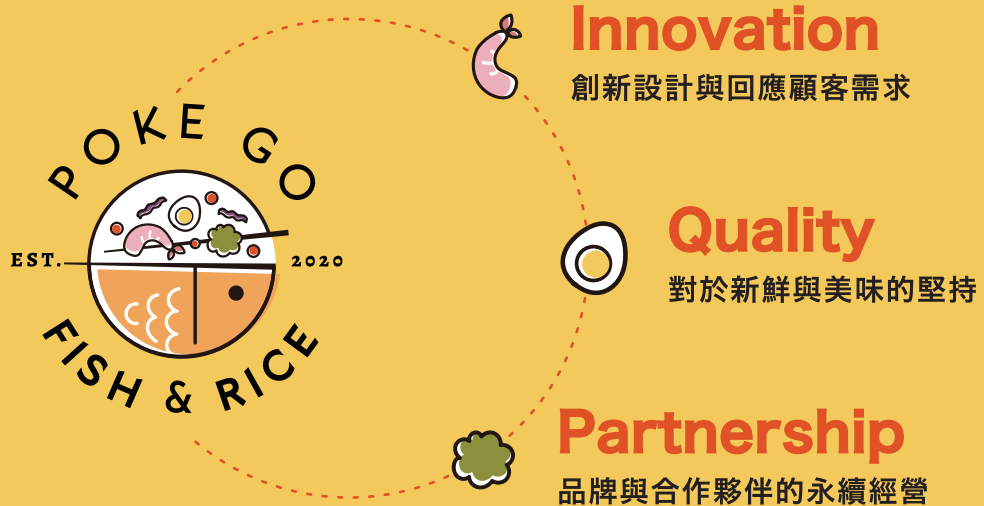 POKE GO
EST. 2020
FISH & RICE
Innovation
創新設計與回應顧客需求
Quality
對於新鮮與美味的堅持
Partnership
品牌與合作夥伴的永續經營